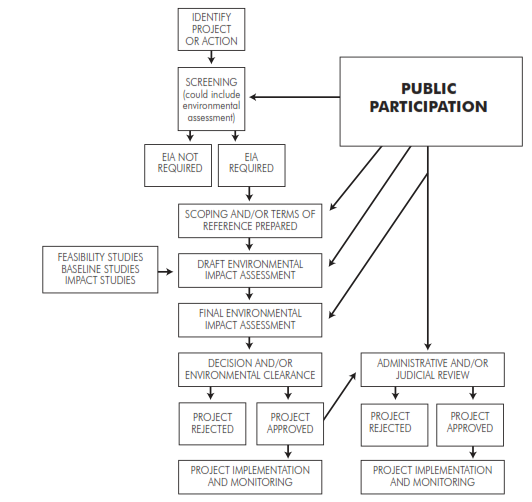 IDENTIFY
PROJECT
OR ACTION
SCREENING
(could include
environmental
assessment)
PUBLIC
PARTICIPATION
EIA NOT
REQUIRED
EIA
REQUIRED
SCOPING AND/OR TERMS OF
REFERENCE PREPARED
FEASIBILITY STUDIES
BASELINE STUDIES
IMPACT STUDIES
DRAFT ENVIRONMENTAL
IMPACT ASSESSMENT
FINAL ENVIRONMENTAL
IMPACT ASSESSMENT
DECISION AND/OR
ENVIRONMENTAL CLEARANCE
ADMINISTRATIVE AND/OR
JUDICIAL REVIEW
PROJECT
REJECTED
PROJECT
APPROVED
PROJECT
REJECTED
PROJECT
APPROVED
PROJECT IMPLEMENTATION
AND MONITORING
PROJECT IMPLEMENTATION
AND MONITORING